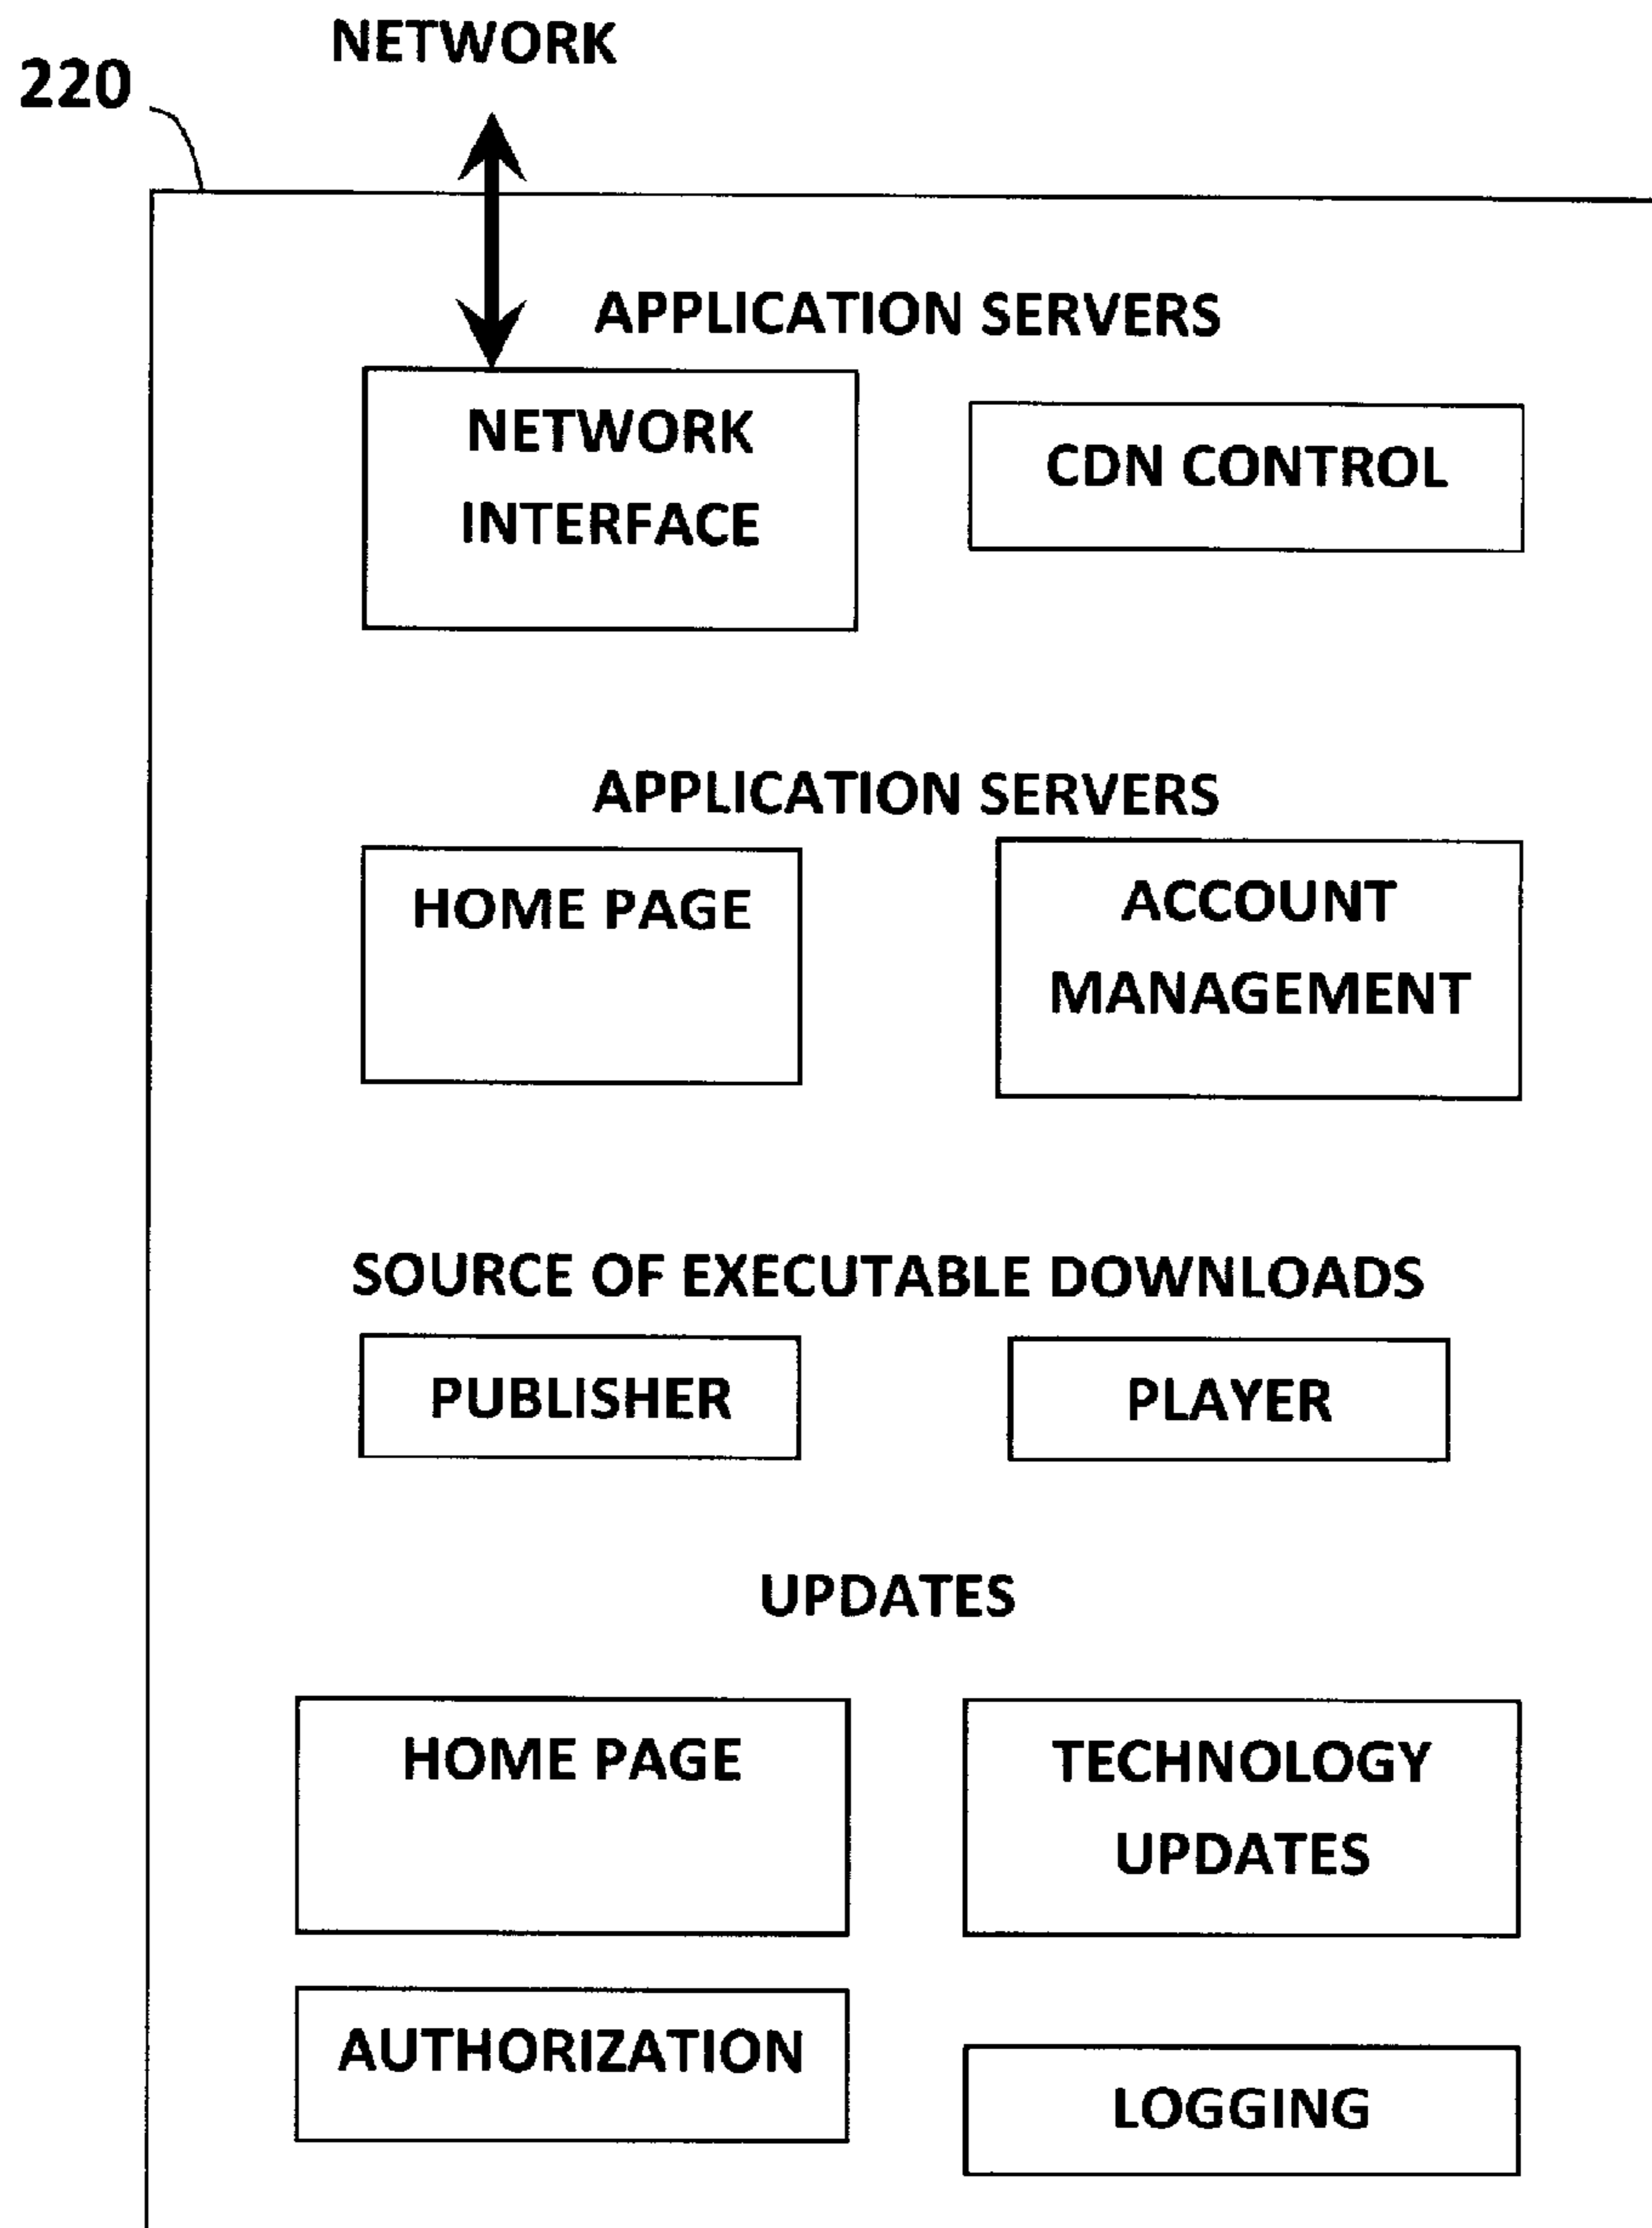 NETWORK
220
APPLICATION SERVERS
NETWORK
INTERFACE
CDN CONTROL
APPLICATION SERVERS
HOME PAGE
ACCOUNT
MANAGEMENT
SOURCE OF EXECUTABLE DOWNLOADS
PUBLISHER
PLAYER
UPDATES
HOME PAGE
TECHNOLOGY
UPDATES
AUTHORIZATION
LOGGING